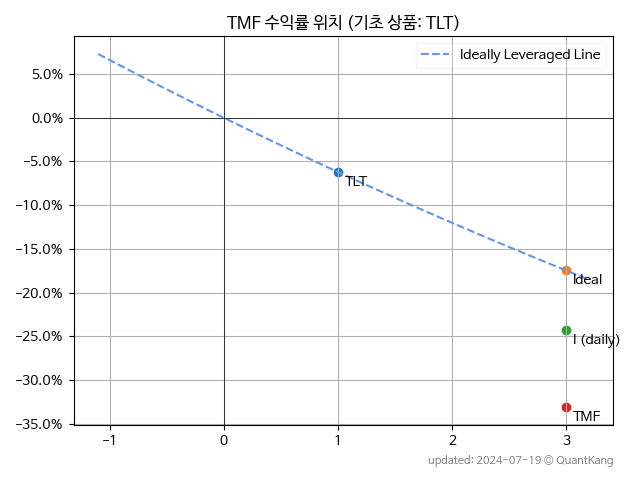 TMF 수익률 위치 (기초 상품: TLT)
Ideally Leveraged Line
5.0%
0.0%
−5.0%
−10.0%
−15.0%
−20.0%
−25.0%
−30.0%
−35.0%
TLT
Ideal
I (daily)
TMF
−1 0 1 2 3
updated: 2024-07-19 © QuantKang